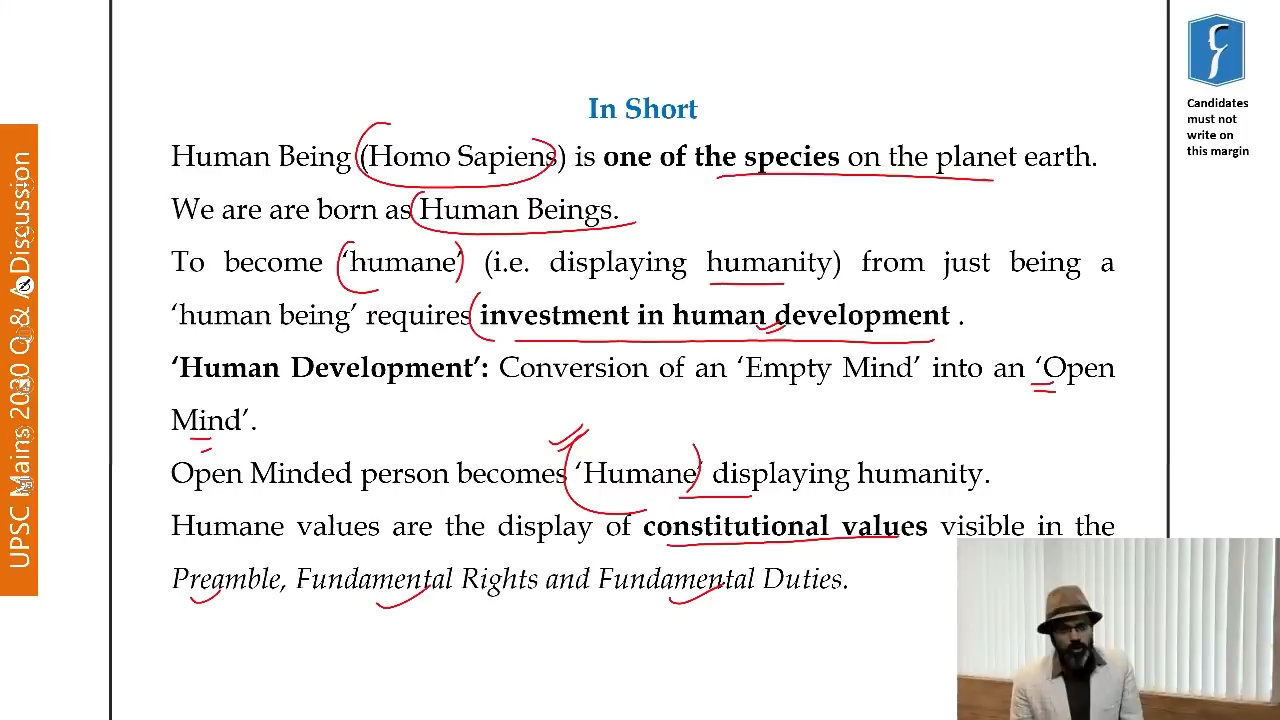 In Short
Human Being (Homo Sapiens) is one of the species on the planet earth.
We are are born as Human Beings.
To become ‘humane’ (i.e. displaying humanity) from just being a
‘human being’ requires investment in human development .
‘Human Development’: Conversion of an ‘Empty Mind’ into an ‘Open
Mind’.
Open Minded person becomes ‘Humane’ displaying humanity.
Humane values are the display of constitutional values visible in the
Preamble, Fundamental Rights and Fundamental Duties.
Candidates
must not
write on
this margin
UPSC Mains 2020 Q & A Discussion